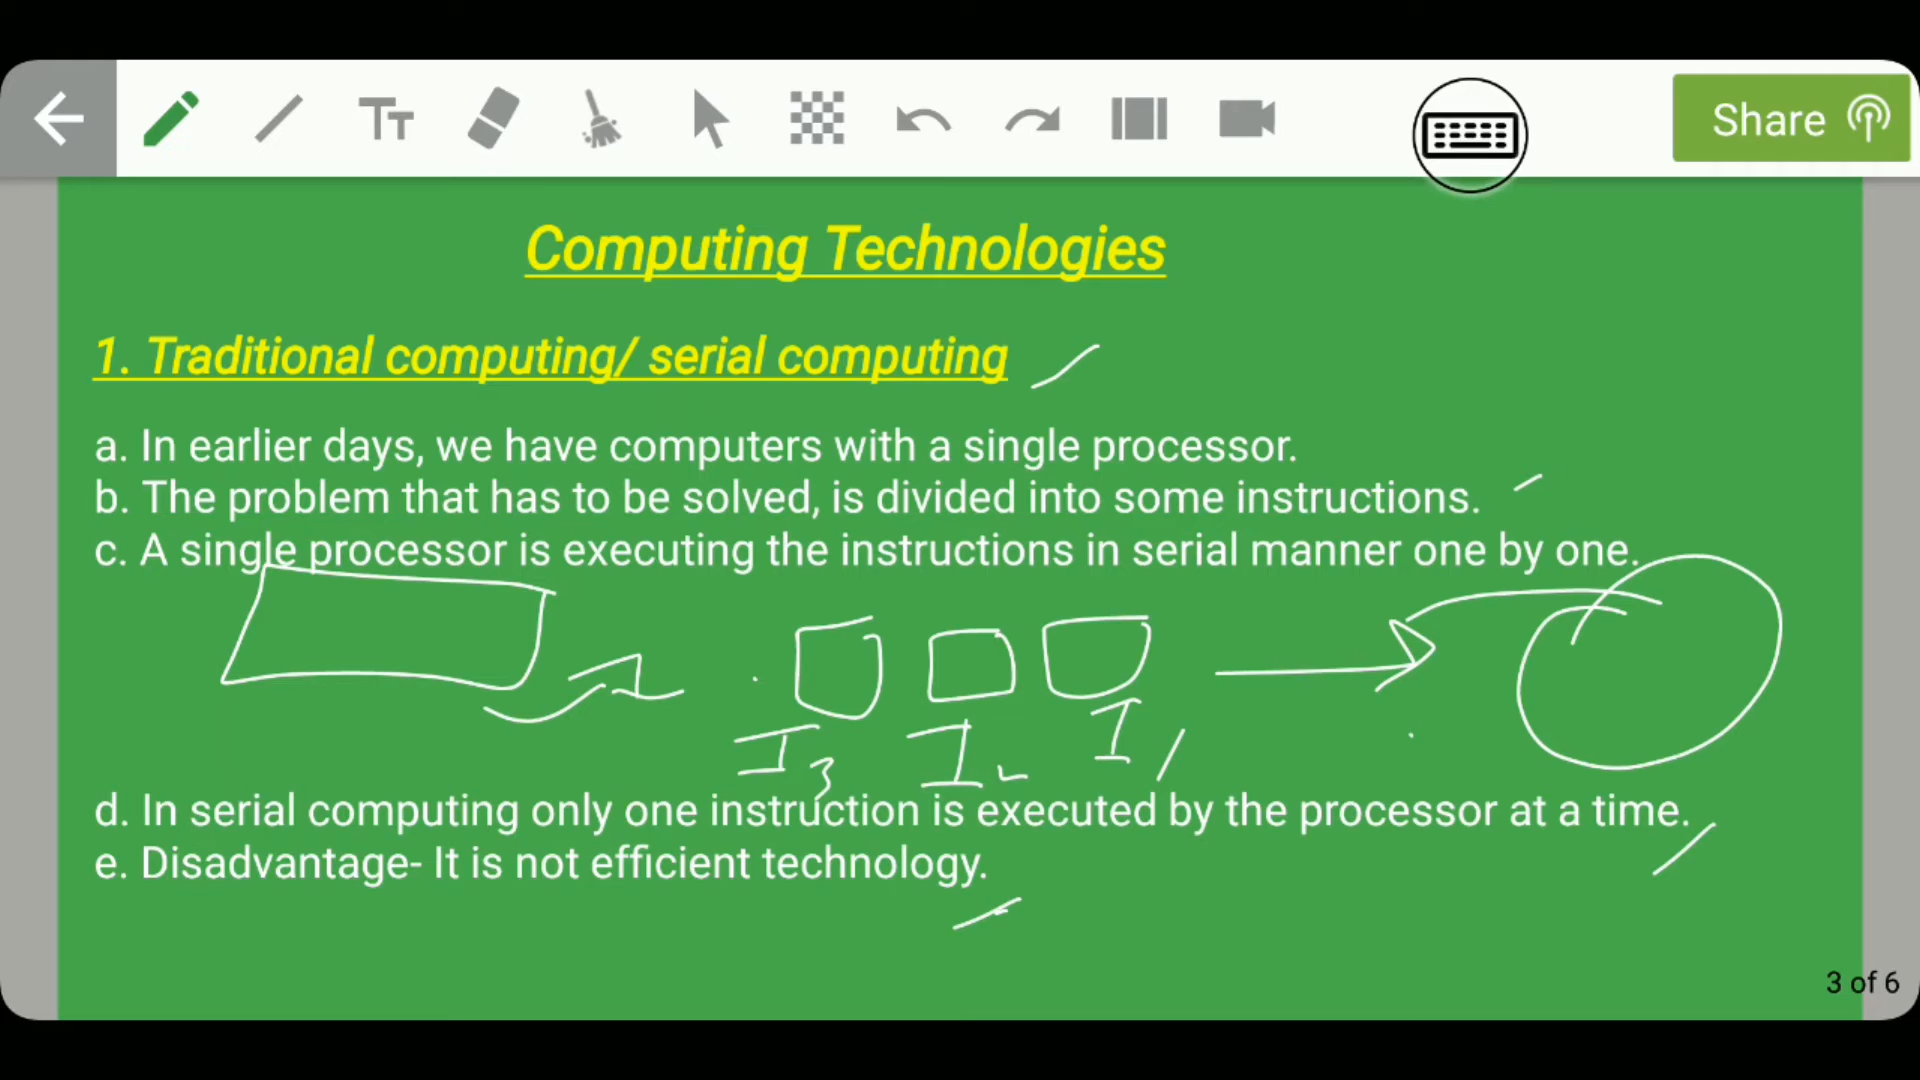 Share
Computing Technologies
1. Traditional computing/ serial computing
a. In earlier days, we have computers with a single processor.
b. The problem that has to be solved, is divided into some instructions.
c. A single processor is executing the instructions in serial manner one by one.
I3 I2 I1
d. In serial computing only one instruction is executed by the processor at a time.
e. Disadvantage- It is not efficient technology.
3 of 6